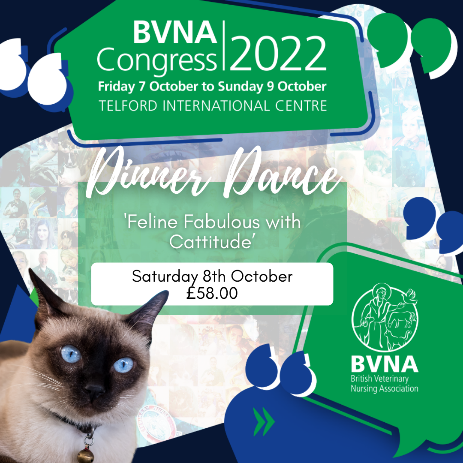 BVNA
Congress 2022
Friday 7 October to Sunday 9 October
TELFORD INTERNATIONAL CENTRE
Dinner Dance
'Feline Fabulous with
Cattitude'
Saturday 8th October
£58.00
BVNA
British Veterinary
Nursing Association